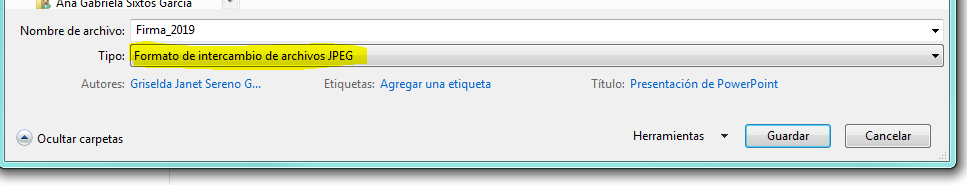 Ana Gabriela Sixtos García
Nombre de archivo: Firma_2019
Tipo: Formato de intercambio de archivos JPEG
Autores: Griselda Janet Sereno G... Etiquetas: Agregar una etiqueta Título: Presentación de PowerPoint
Ocultar carpetas Herramientas Guardar Cancelar